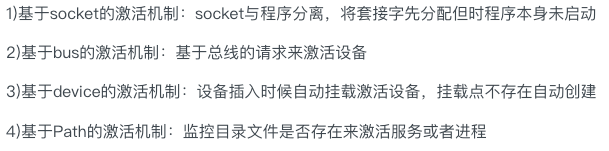 1)基于socket的激活机制：socket与程序分离，将套接字先分配但时程序本身未启动
2)基于bus的激活机制：基于总线的请求来激活设备
3)基于device的激活机制：设备插入时候自动挂载激活设备，挂载点不存在自动创建
4)基于Path的激活机制：监控目录文件是否存在来激活服务或者进程